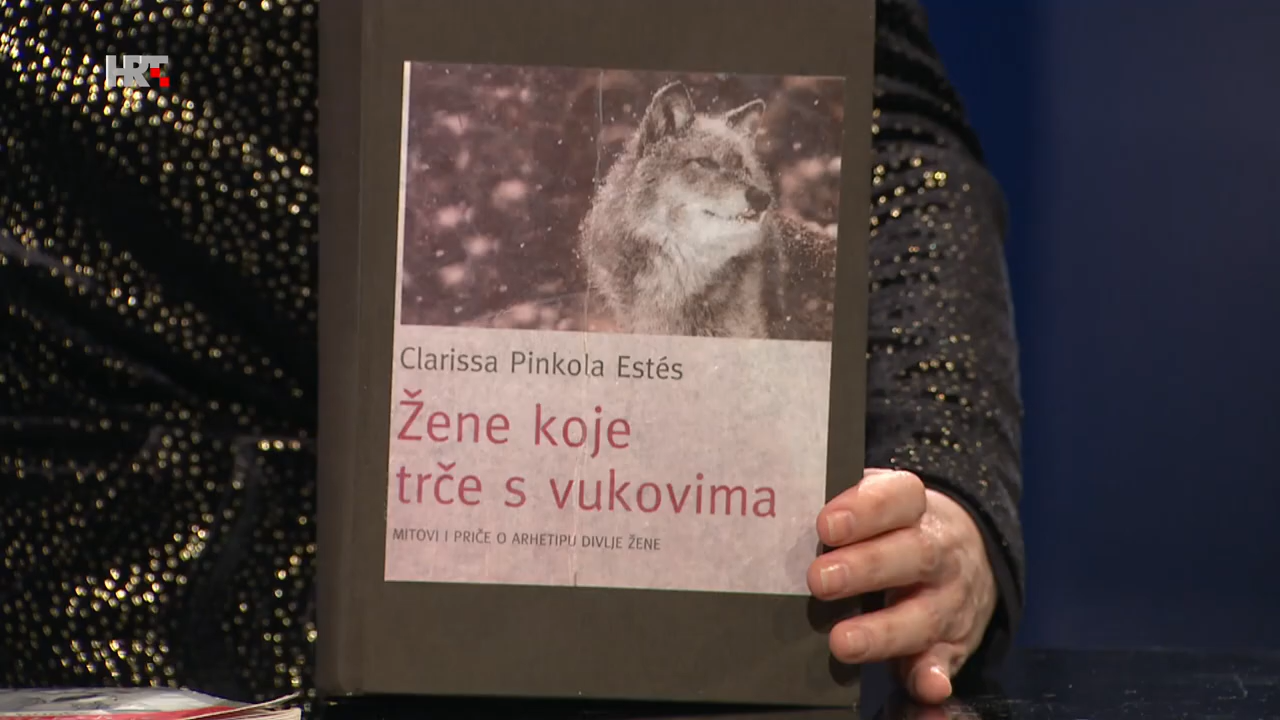 HRT
Clarissa Pinkola Estés
Žene koje
trče s vukovima
MITOVI I PRIČE O ARHETIPU DIVLJE ŽENE